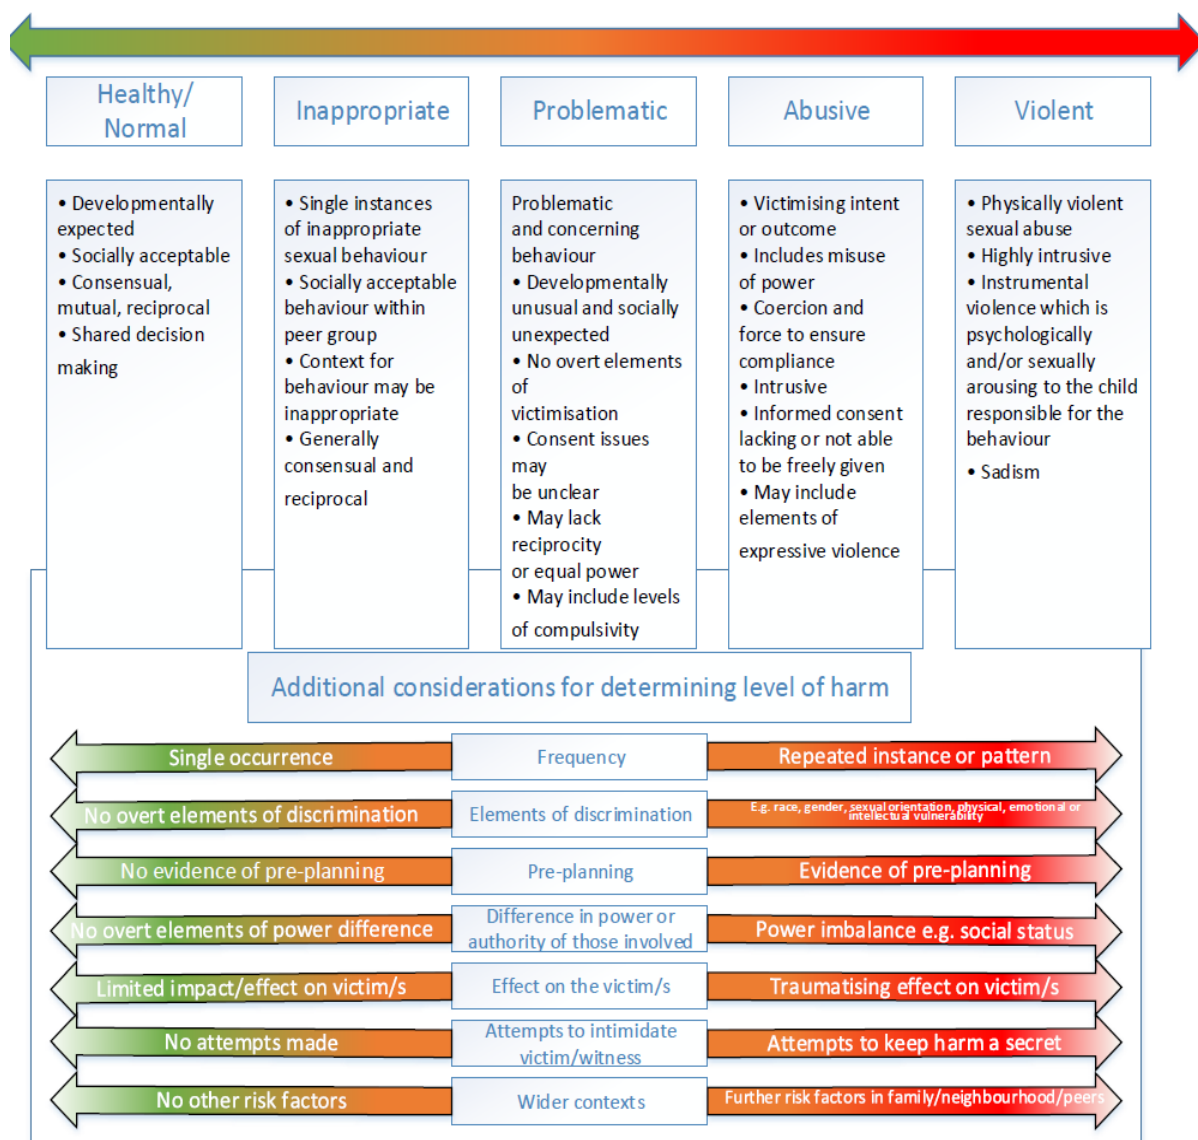 Healthy/
Normal
Inappropriate
Problematic
Abusive
Violent
• Developmentally
expected
• Socially acceptable
• Consensual,
mutual, reciprocal
• Shared decision
making
• Single instances
of inappropriate
sexual behaviour
• Socially acceptable
behaviour within
peer group
• Context for
behaviour may be
inappropriate
• Generally
consensual and
reciprocal
Problematic
and concerning
behaviour
• Developmentally
unusual and socially
unexpected
• No overt elements
of
victimisation
• Consent issues
may
be unclear
• May lack
reciprocity
or equal power
• May include levels
of compulsivity
• Victimising intent
or outcome
• Includes misuse
of power
• Coercion and
force to ensure
compliance
• Intrusive
• Informed consent
lacking or not able
to be freely given
• May include
elements of
expressive violence
• Physically violent
sexual abuse
• Highly intrusive
• Instrumental
violence which is
psychologically
and/or sexually
arousing to the child
responsible for the
behaviour
• Sadism
Additional considerations for determining level of harm
Single occurrence
Frequency
Repeated instance or pattern
No overt elements of discrimination
Elements of discrimination
E.g. race, gender, sexual orientation, physical, emotional or
intellectual vulnerability
No evidence of pre-planning
Pre-planning
Evidence of pre-planning
No overt elements of power difference
Difference in power or
authority of those involved
Power imbalance e.g. social status
Limited impact/effect on victim/s
Effect on the victim/s
Traumatising effect on victim/s
No attempts made
Attempts to intimidate
victim/witness
Attempts to keep harm a secret
No other risk factors
Wider contexts
Further risk factors in family/neighbourhood/peers